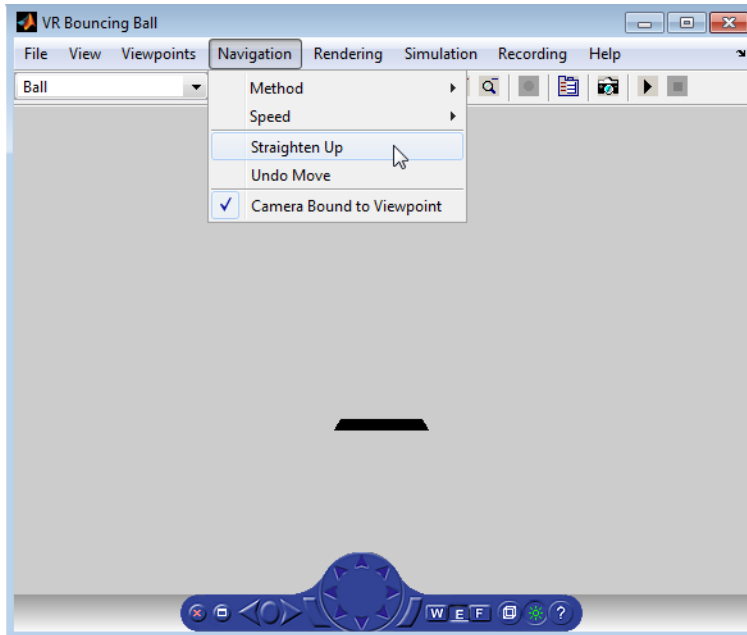 VR Bouncing Ball
File View Viewpoints Navigation Rendering Simulation Recording Help
Ball
Method
Speed
Straighten Up
Undo Move
Camera Bound to Viewpoint
W E F ?